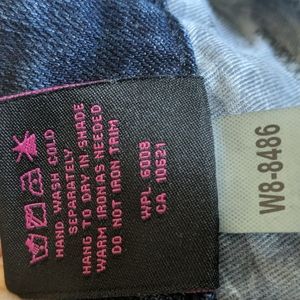 HAND WASH COLD
SEPARATELY
HANG TO DRY IN SHADE
WARM IRON AS NEEDED
DO NOT IRON TRIM
WPL 6008
CA 10621
W8-8486